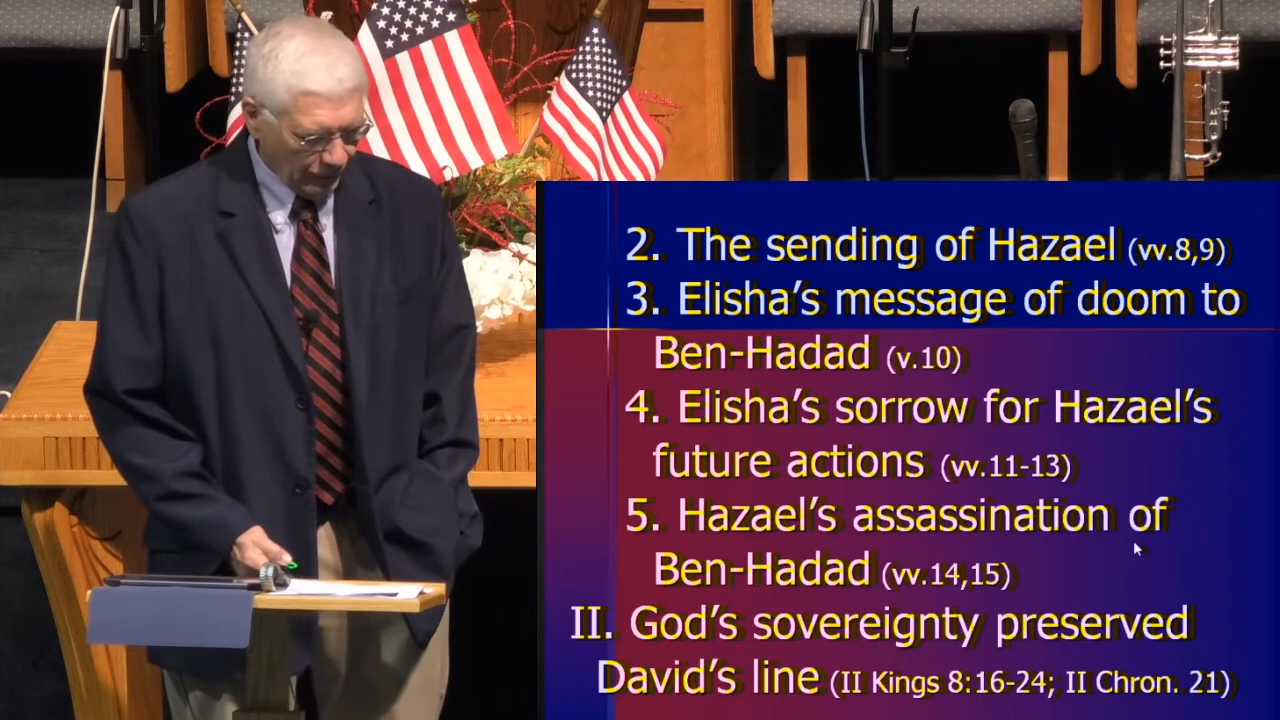 2. The sending of Hazael (vv.8,9)
3. Elisha's message of doom to
Ben-Hadad (v.10)
4. Elisha's sorrow for Hazael's
future actions (vv.11-13)
5. Hazael's assassination of
Ben-Hadad (vv.14,15)
II. God's sovereignty preserved
David's line (II Kings 8:16-24; II Chron. 21)